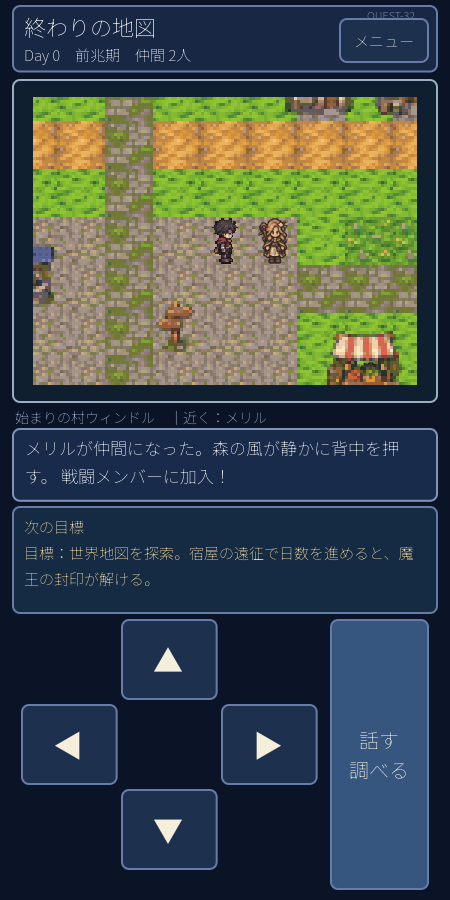 QUEST-32
終わりの地図
Day 0　前兆期　仲間 2人
メニュー
始まりの村ウィンドル　｜近く：メリル
メリルが仲間になった。森の風が静かに背中を押
す。 戦闘メンバーに加入！
次の目標
目標：世界地図を探索。宿屋の遠征で日数を進めると、魔
王の封印が解ける。
話す
調べる